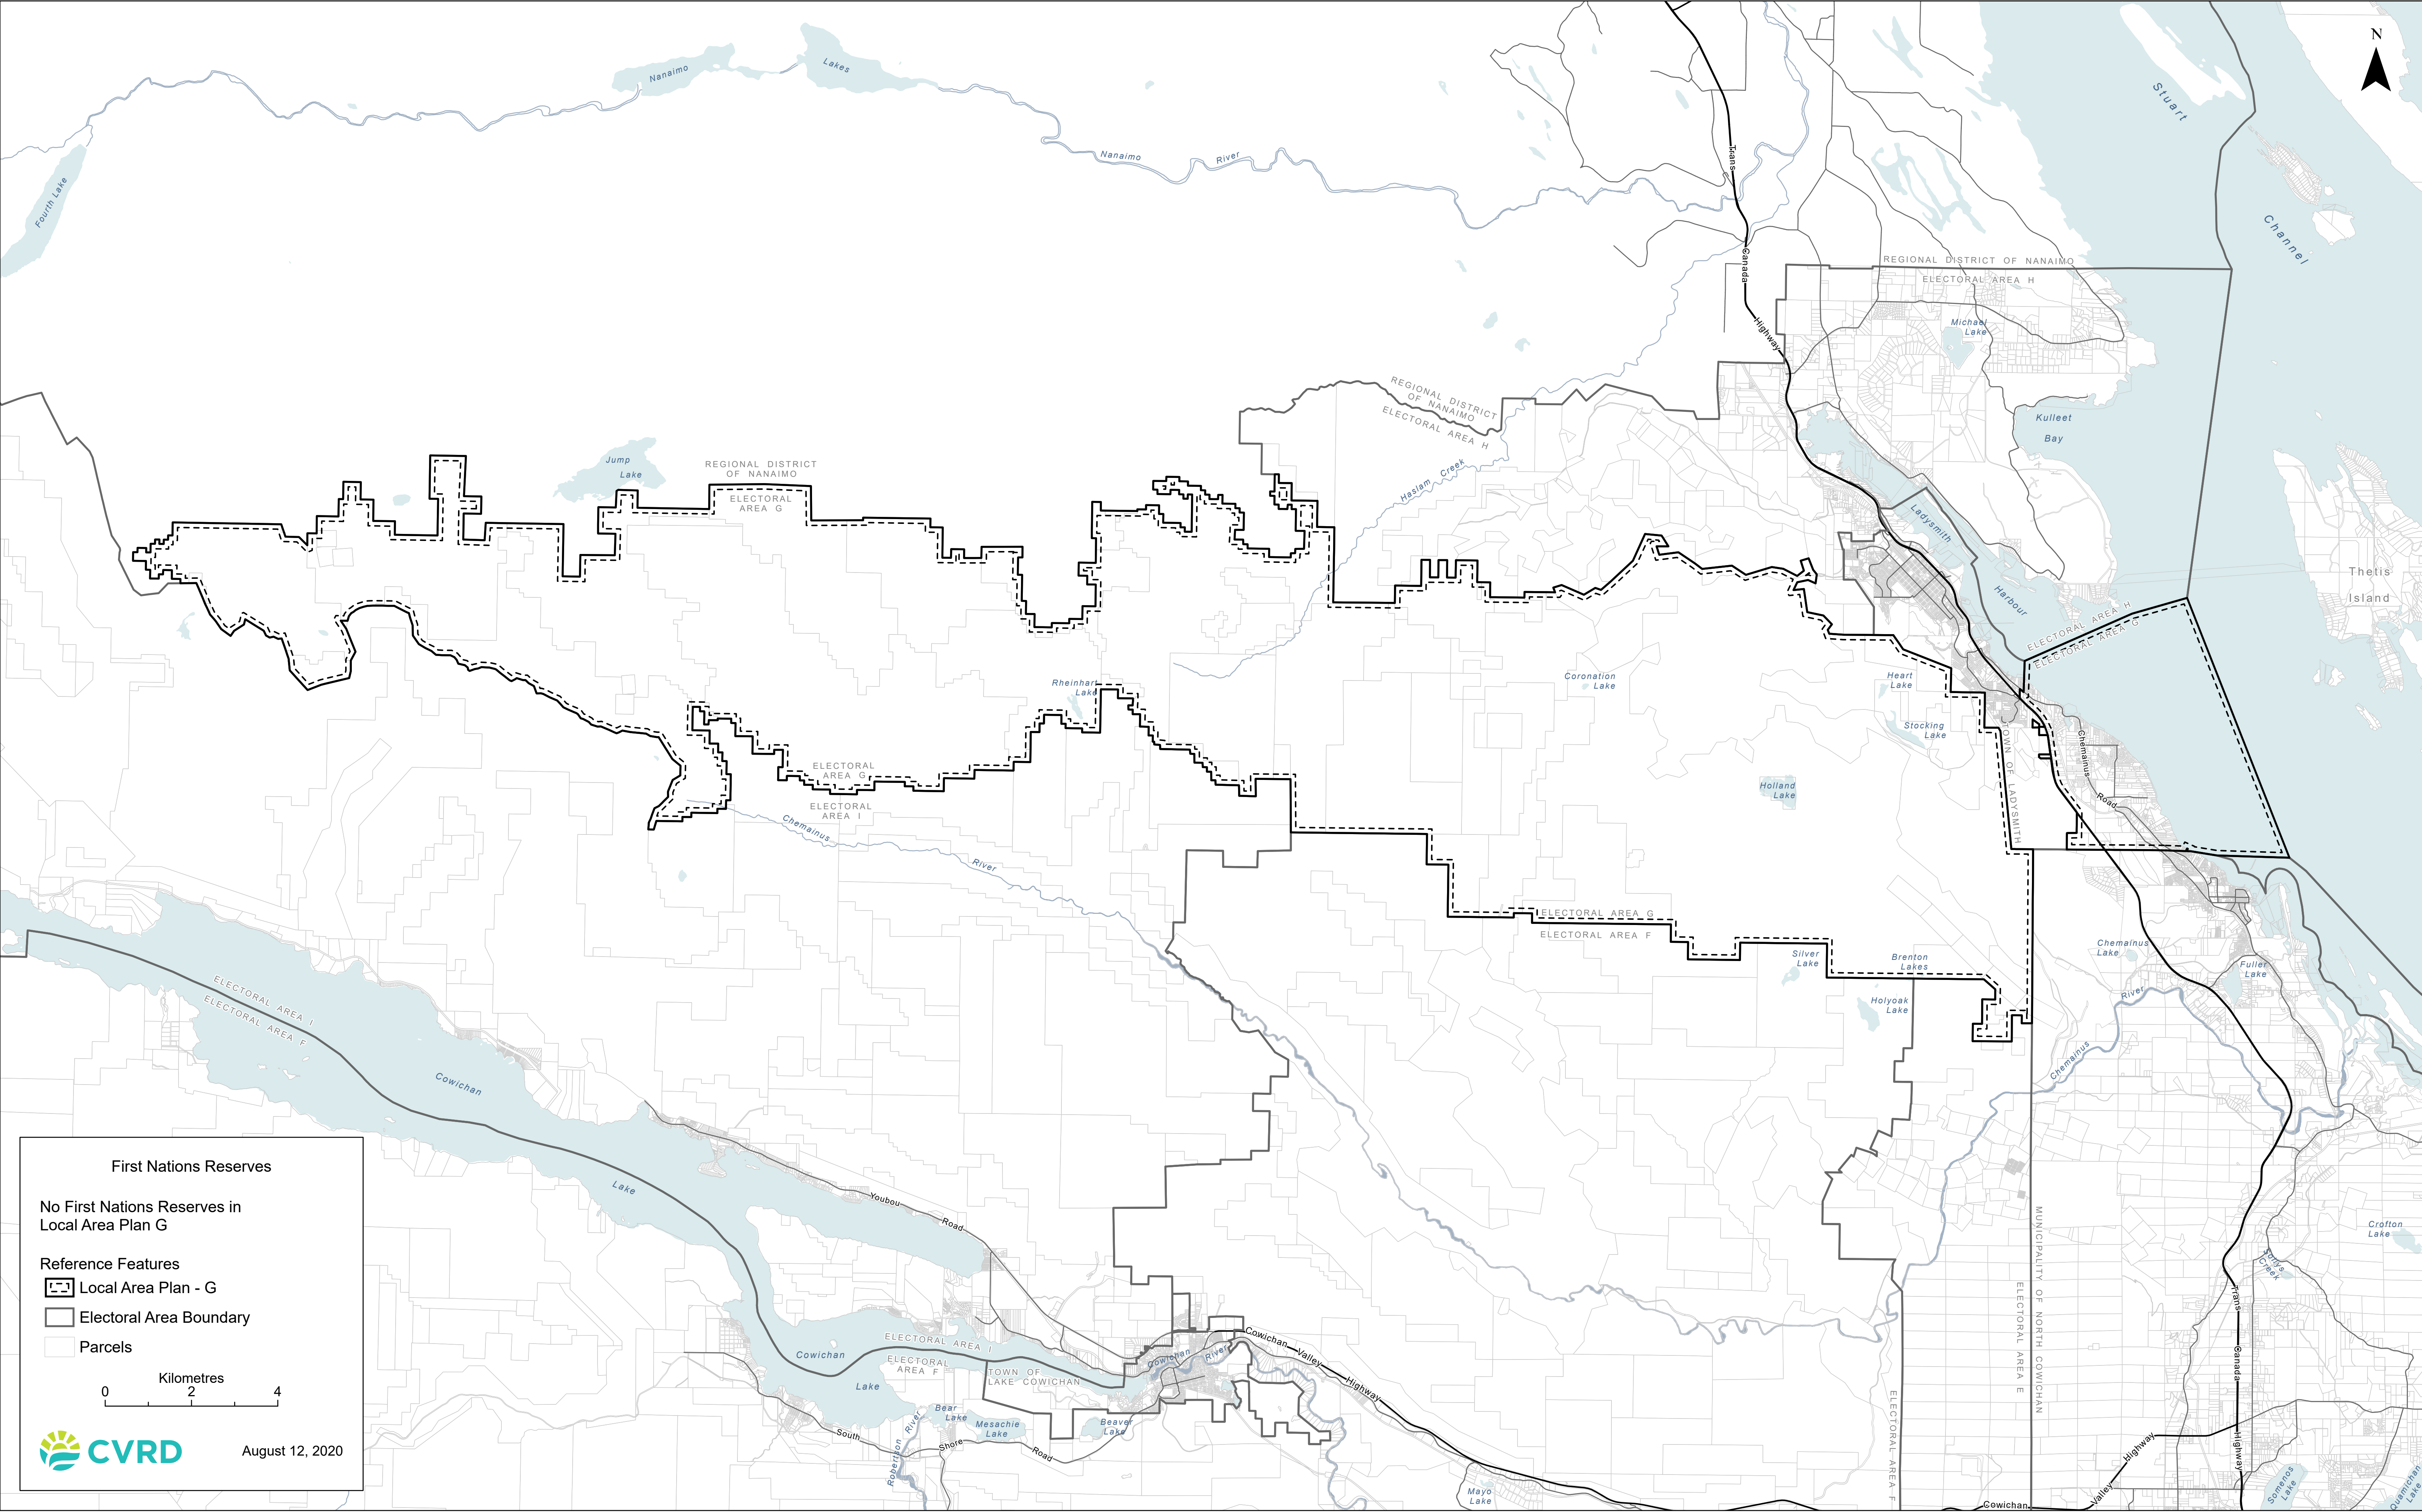 N
Nanaimo
Lakes
Stuart
Channel
Fourth Lake
Nanaimo
River
Trans
Canada
Highway
REGIONAL DISTRICT OF NANAIMO
ELECTORAL AREA H
Michael
Lake
REGIONAL DISTRICT
OF NANAIMO
ELECTORAL AREA H
Kulleet
Bay
Jump
Lake
REGIONAL DISTRICT
OF NANAIMO
ELECTORAL
AREA G
Haslam Creek
Ladysmith
Harbour
Thetis
Island
ELECTORAL AREA H
ELECTORAL AREA G
Rheinhart
Lake
Coronation
Lake
Heart
Lake
Stocking
Lake
TOWN OF LADYSMITH
Chemainus
Road
ELECTORAL
AREA G
ELECTORAL
AREA I
Holland
Lake
Chemainus
River
ELECTORAL AREA G
ELECTORAL AREA F
Silver
Lake
Brenton
Lakes
Chemainus
Lake
Fuller
Lake
Holyoak
Lake
River
Chemainus
ELECTORAL AREA I
ELECTORAL AREA F
Cowichan
Lake
Youbou
Road
Crofton
Lake
MUNICIPALITY OF NORTH COWICHAN
ELECTORAL AREA E
ELECTORAL AREA F
Trans
Canada
Highway
ELECTORAL AREA I
ELECTORAL
AREA F
Cowichan
Lake
TOWN OF
LAKE COWICHAN
Cowichan
River
Cowichan
Valley
Highway
Bear
Lake
Mesachie
Lake
Beaver
Lake
Robertson
River
South
Shore
Road
Mayo
Lake
Cowichan
Valley
Highway
Somenos
Lake
Quamichan
Lake
First Nations Reserves
No First Nations Reserves in
Local Area Plan G
Reference Features
Local Area Plan - G
Electoral Area Boundary
Parcels
Kilometres
0 2 4
CVRD
August 12, 2020